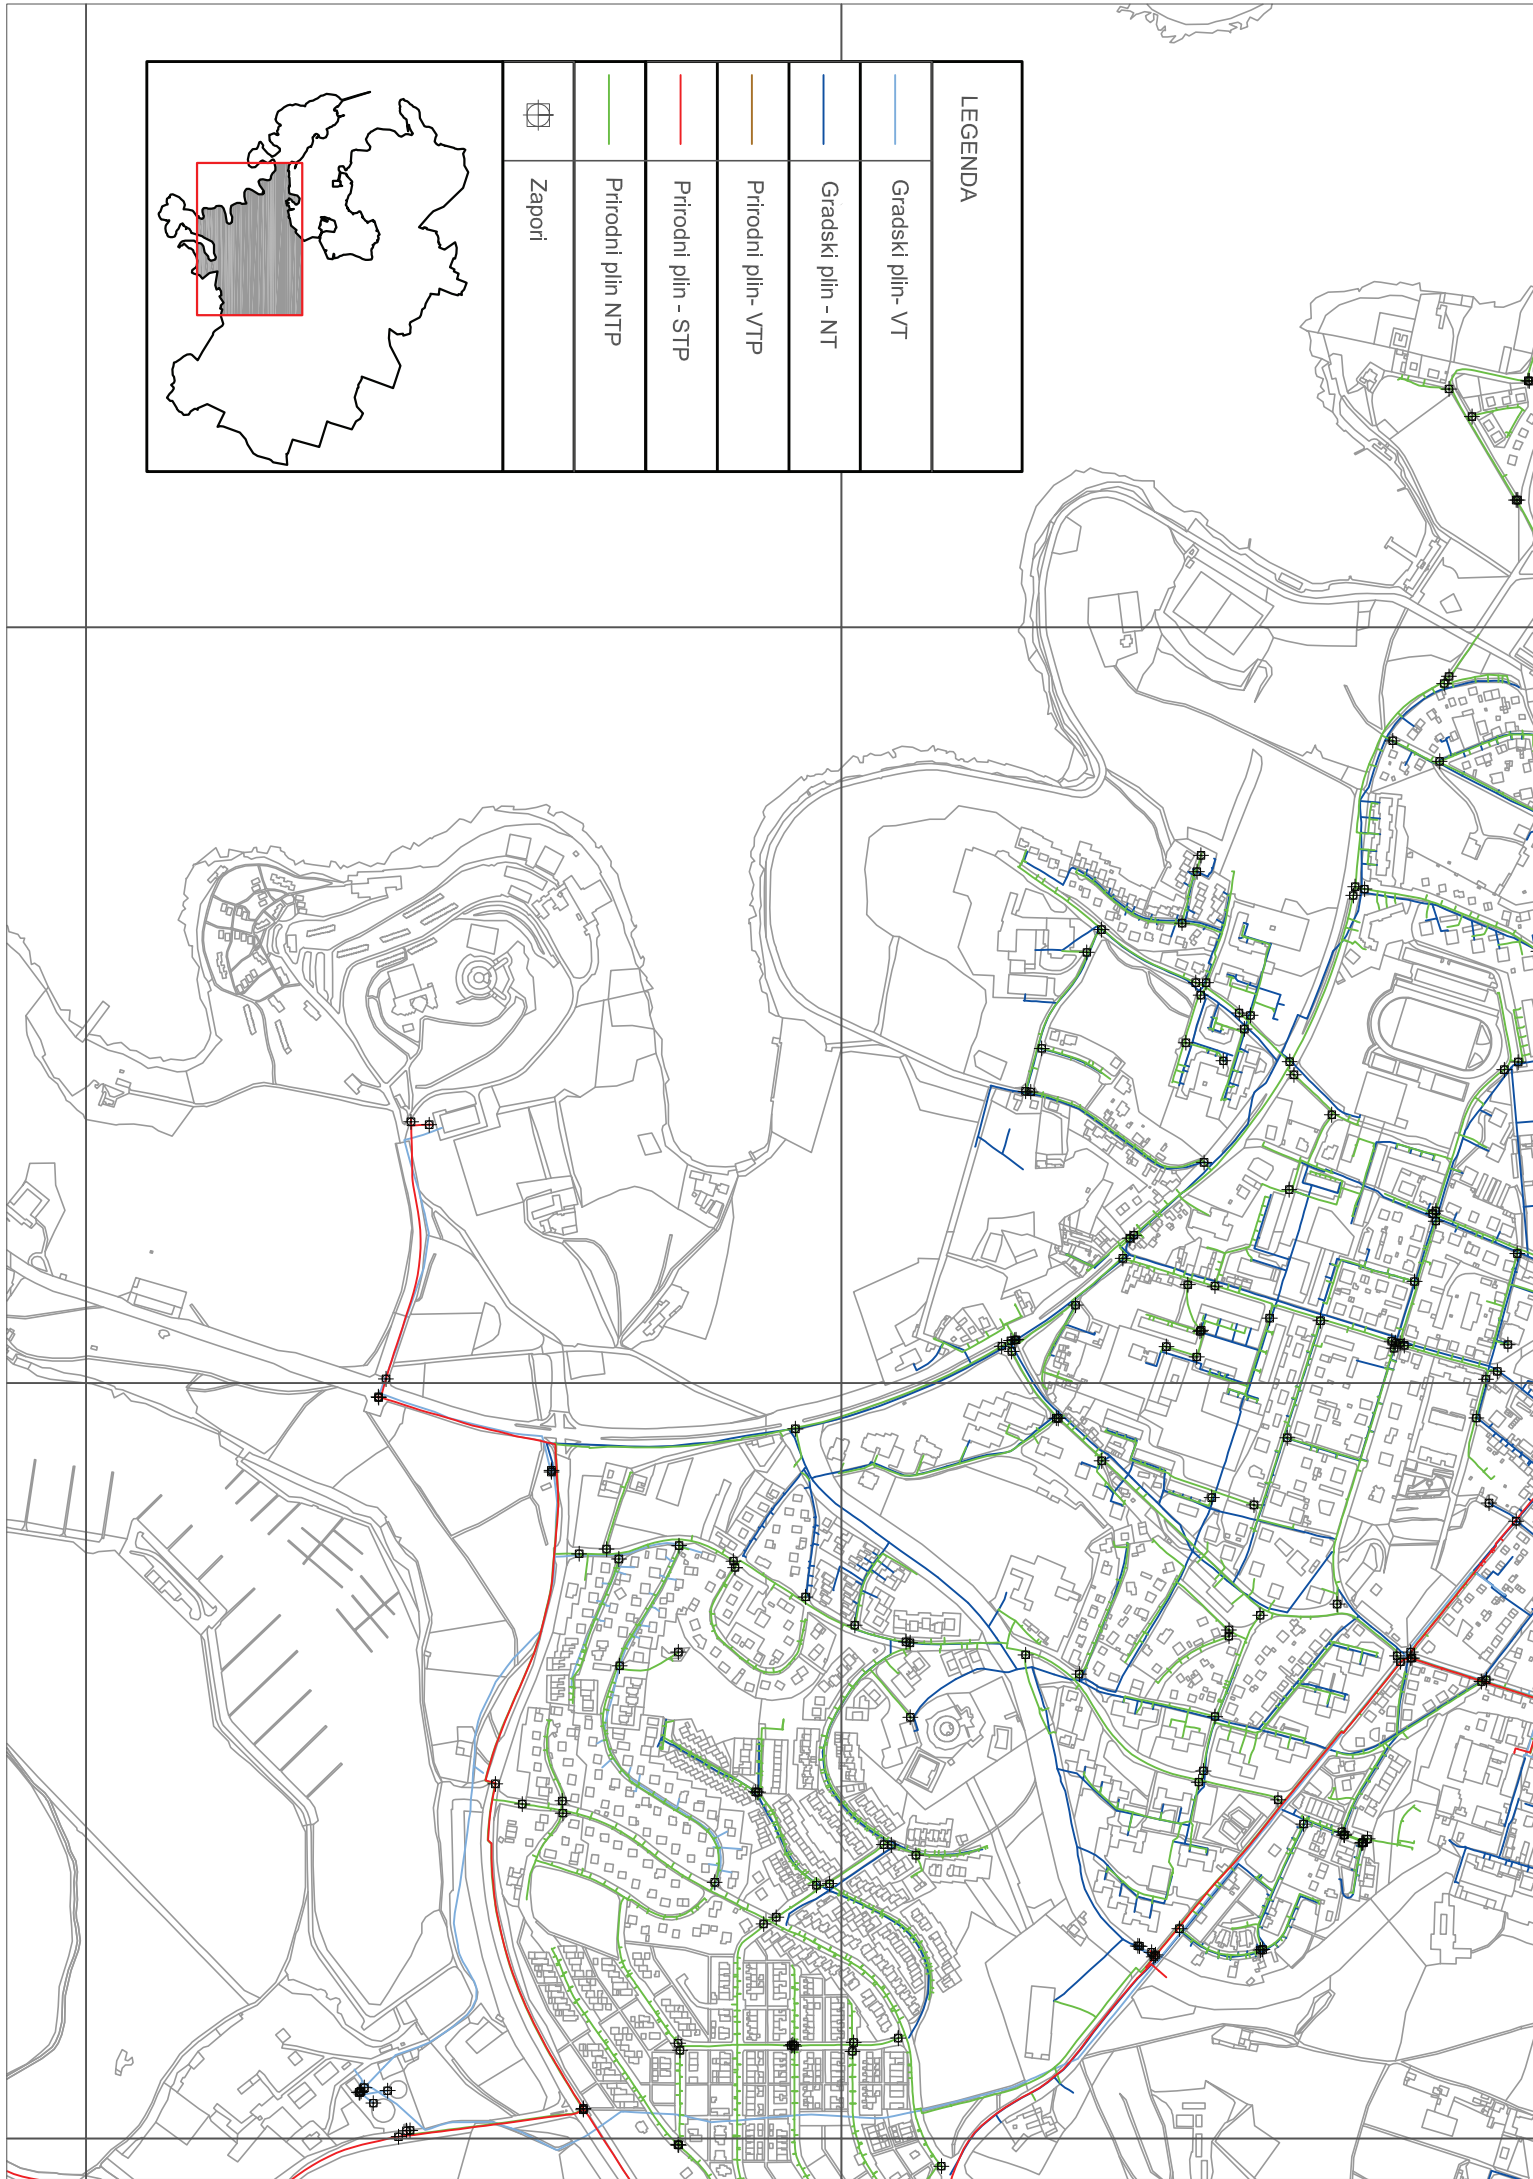 LEGENDA
Gradski plin- VT
Gradski plin - NT
Prirodni plin- VTP
Prirodni plin - STP
Prirodni plin NTP
Zapori